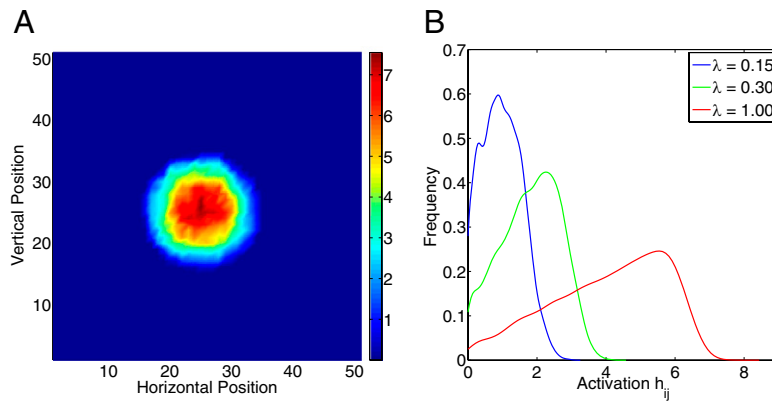 A
50
40
30
20
10
Vertical Position
10 20 30 40 50
Horizontal Position
7
6
5
4
3
2
1
B
0.7
0.6
0.5
0.4
0.3
0.2
0.1
0
Frequency
0 2 4 6 8
Activation h_ij
λ = 0.15
λ = 0.30
λ = 1.00